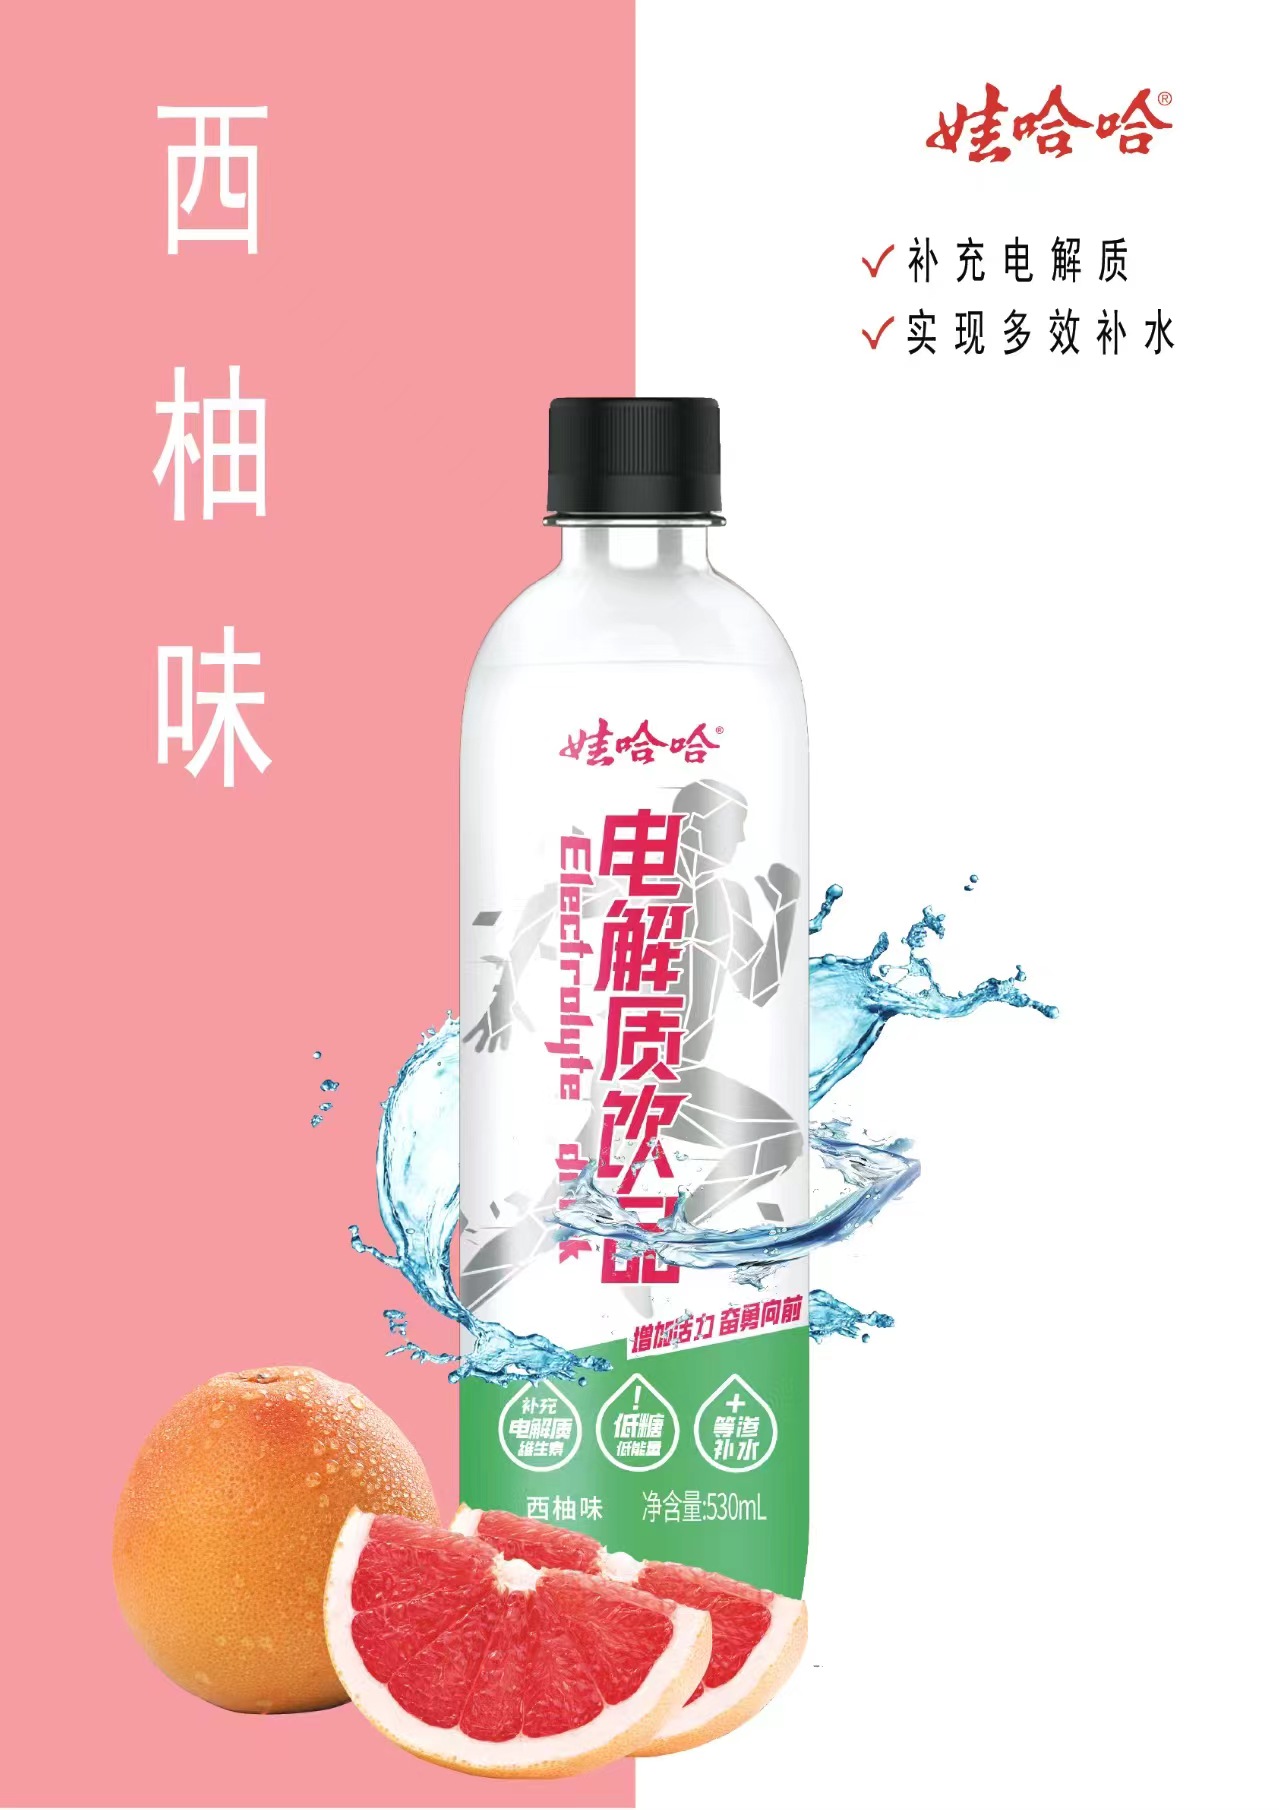 西柚味
娃哈哈®
补充电解质
实现多效补水
娃哈哈®
电解质饮品
Electrolyte drink
增加活力 奋勇向前
补充
电解质
维生素
!
低糖
低能量
+
等渗
补水
西柚味
净含量:530mL